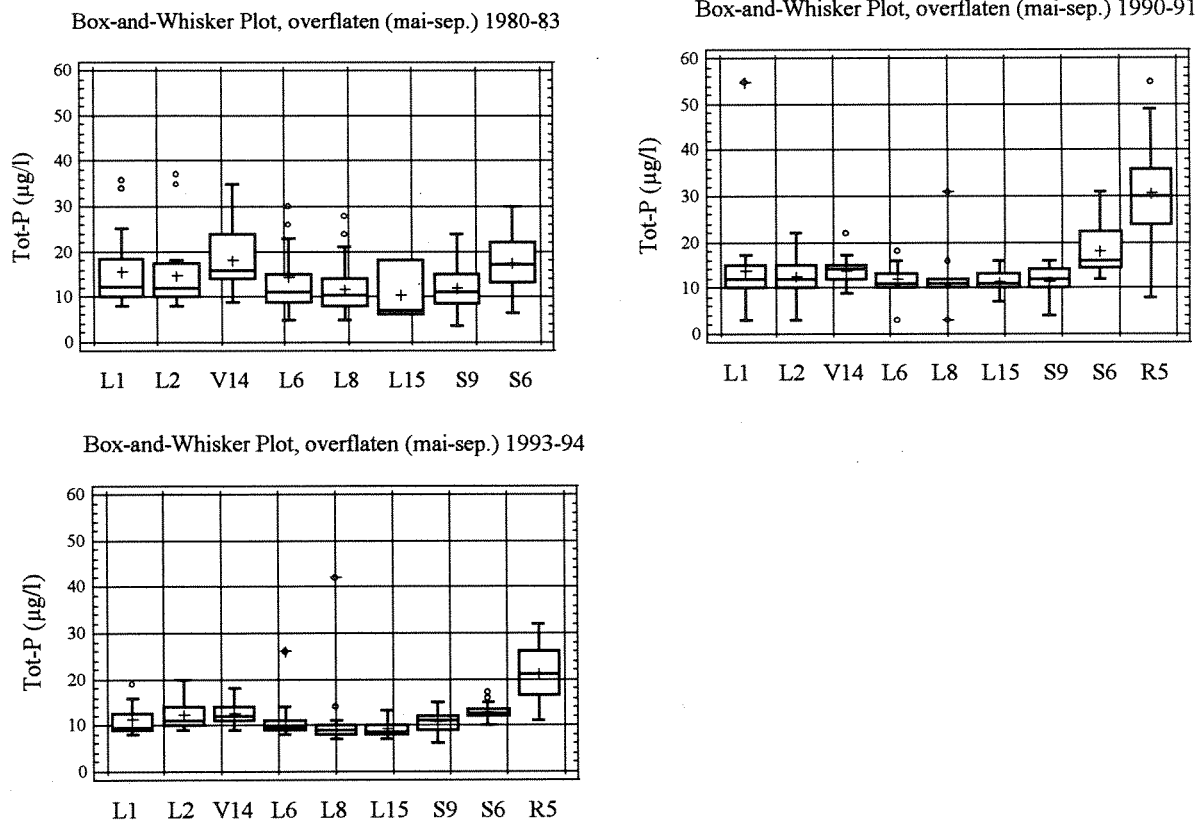 Box-and-Whisker Plot, overflaten (mai-sep.) 1980-83
Tot-P (µg/l)
60
50
40
30
20
10
0
L1 L2 V14 L6 L8 L15 S9 S6
Box-and-Whisker Plot, overflaten (mai-sep.) 1990-91
Tot-P (µg/l)
60
50
40
30
20
10
0
L1 L2 V14 L6 L8 L15 S9 S6 R5
Box-and-Whisker Plot, overflaten (mai-sep.) 1993-94
Tot-P (µg/l)
60
50
40
30
20
10
0
L1 L2 V14 L6 L8 L15 S9 S6 R5